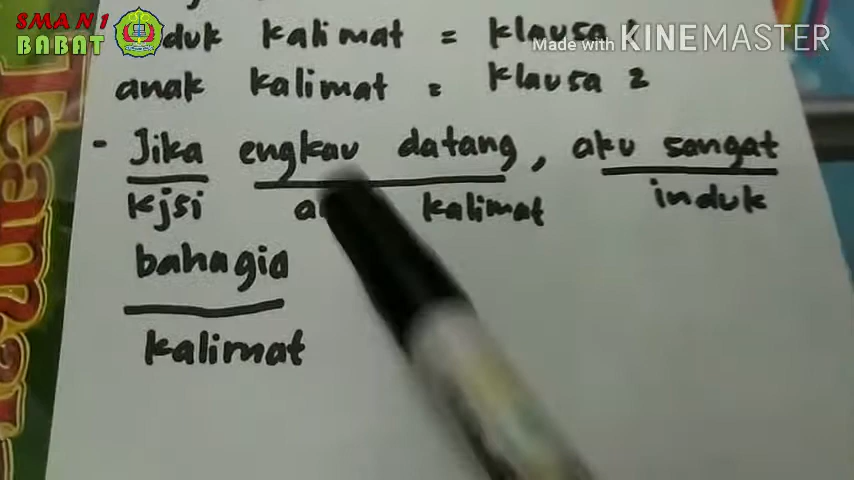 SMA N 1
BABAT
Made with KINEMASTER
duk kalimat = klausa 1
anak kalimat = klausa 2
- Jika engkau datang, aku sangat
kjsi kalimat induk
bahagia
kalimat